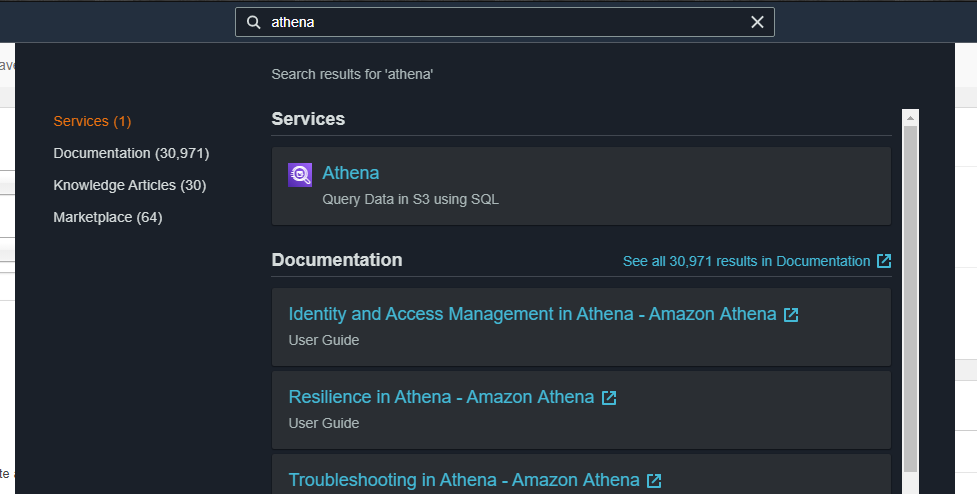 athena
Search results for 'athena'
Services (1)
Documentation (30,971)
Knowledge Articles (30)
Marketplace (64)
Services
Athena
Query Data in S3 using SQL
Documentation
See all 30,971 results in Documentation
Identity and Access Management in Athena - Amazon Athena
User Guide
Resilience in Athena - Amazon Athena
User Guide
Troubleshooting in Athena - Amazon Athena